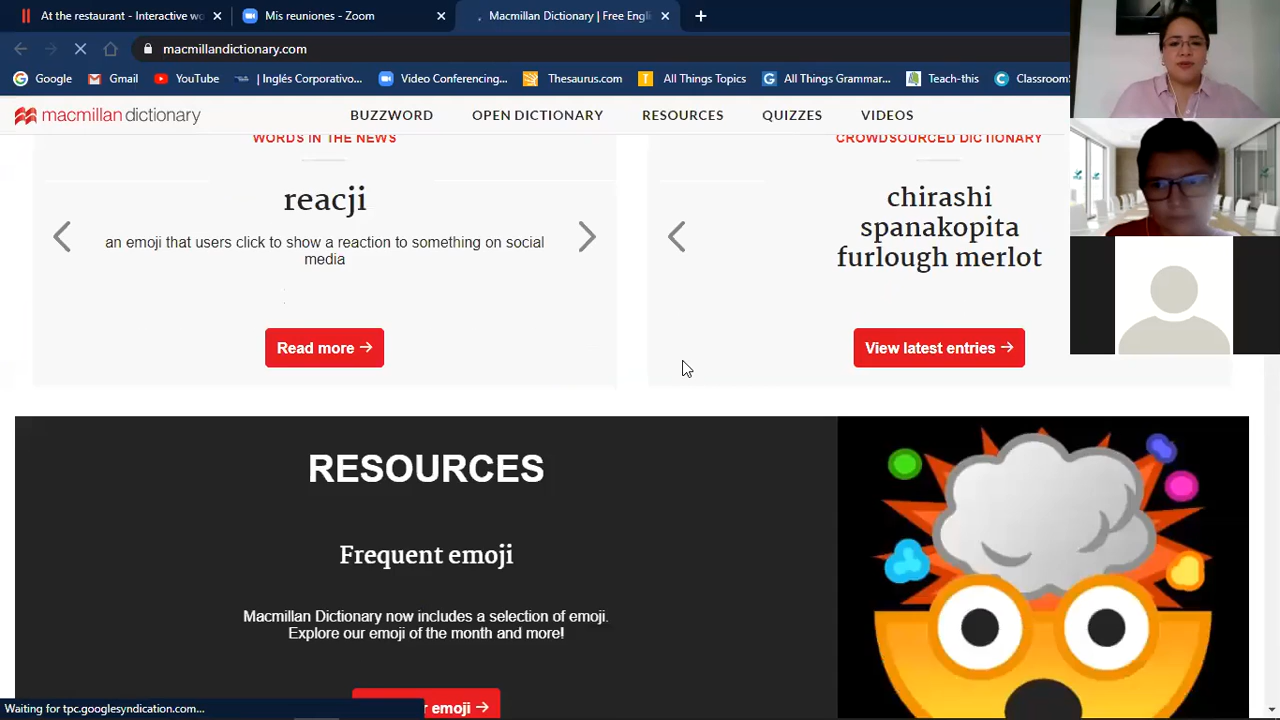 At the restaurant - Interactive wo
Mis reuniones - Zoom
Macmillan Dictionary | Free Engli
macmillandictionary.com
Google
Gmail
YouTube
| Inglés Corporativo...
Video Conferencing...
Thesaurus.com
All Things Topics
All Things Grammar...
Teach-this
Classroom
macmillan dictionary
BUZZWORD
OPEN DICTIONARY
RESOURCES
QUIZZES
VIDEOS
WORDS IN THE NEWS
reacji
an emoji that users click to show a reaction to something on social
media
Read more →
CROWDSOURCED DICTIONARY
chirashi
spanakopita
furlough merlot
View latest entries →
RESOURCES
Frequent emoji
Macmillan Dictionary now includes a selection of emoji.
Explore our emoji of the month and more!
r emoji →
Waiting for tpc.googlesyndication.com...